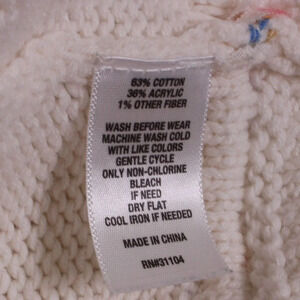 63% COTTON
36% ACRYLIC
1% OTHER FIBER
WASH BEFORE WEAR
MACHINE WASH COLD
WITH LIKE COLORS
GENTLE CYCLE
ONLY NON-CHLORINE
BLEACH
IF NEED
DRY FLAT
COOL IRON IF NEEDED
MADE IN CHINA
RN#31104